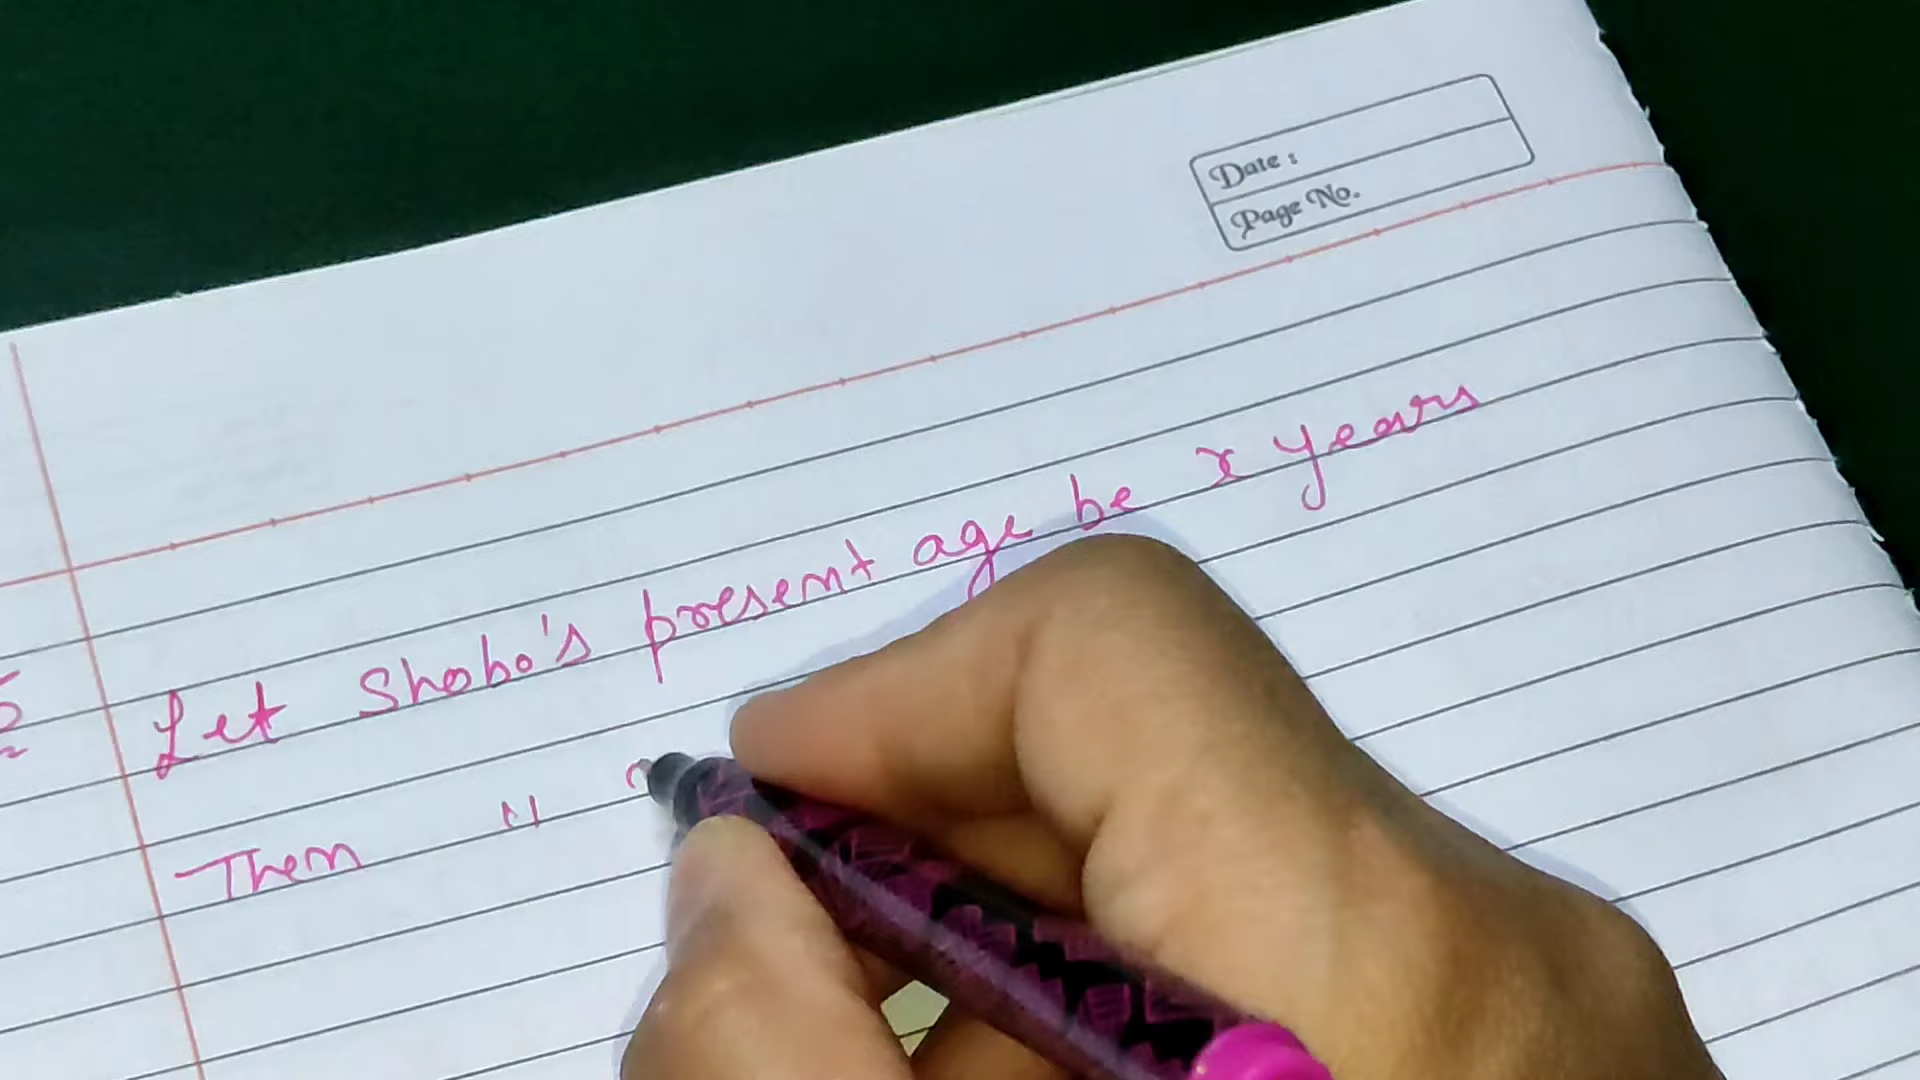 Date :
Page No.
Let Shobo's present age be x years
Then "